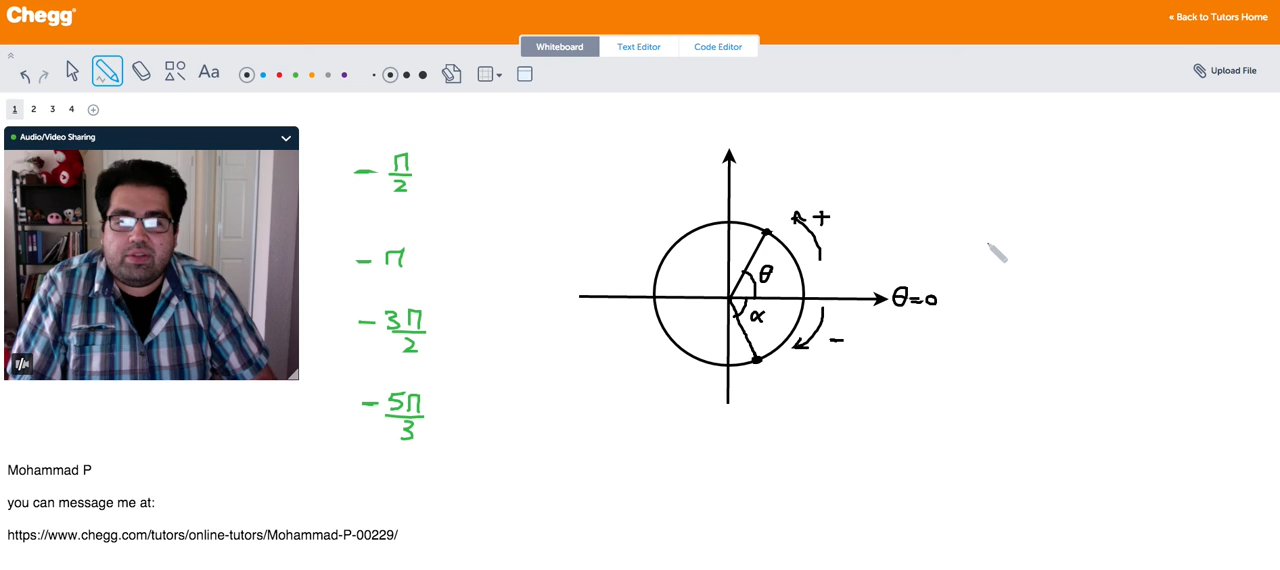 Chegg®
« Back to Tutors Home
Whiteboard
Text Editor
Code Editor
Aa
Upload File
1 2 3 4
Audio/Video Sharing
- π/2
- π
- 3π/2
- 5π/3
+
θ
θ=0
α
-
Mohammad P
you can message me at:
https://www.chegg.com/tutors/online-tutors/Mohammad-P-00229/